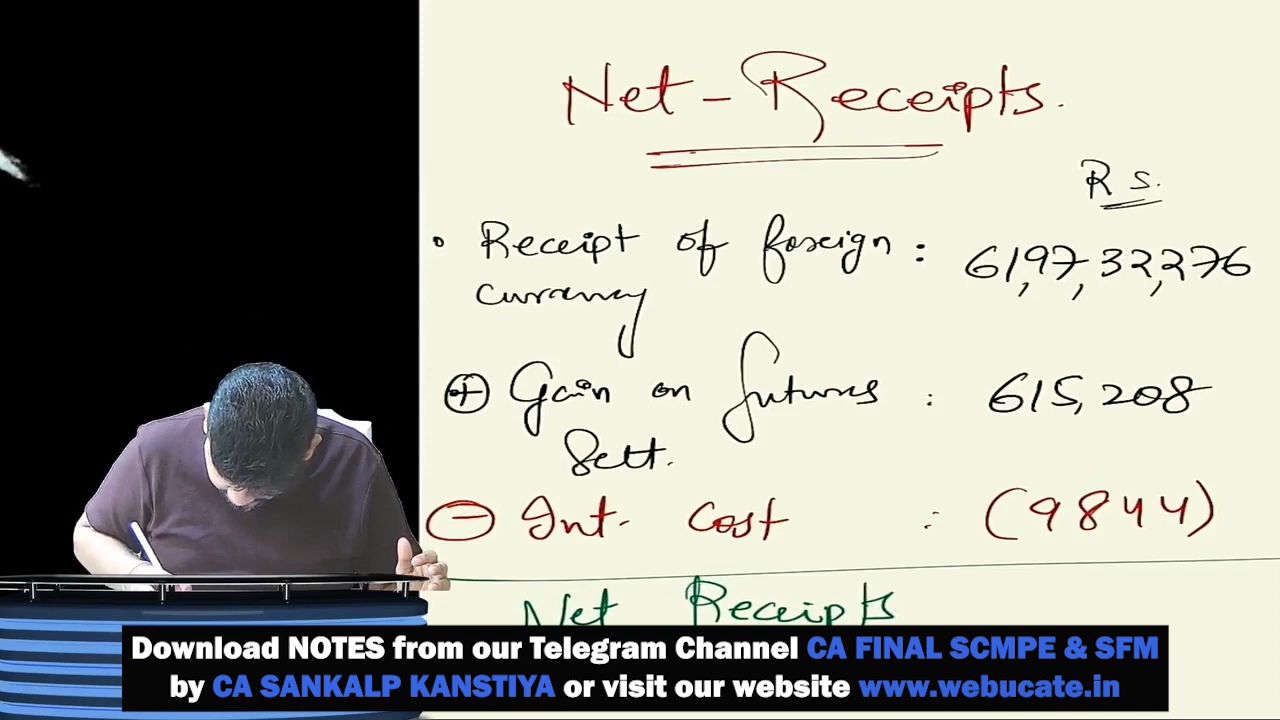 Net-Receipts.
Rs.
• Receipt of foreign : 61,97,32,276
currency
⊕ Gain on futures : 615,208
Sett.
⊖ Int. Cost : (9844)
Net Receipts
Download NOTES from our Telegram Channel CA FINAL SCMPE & SFM
by CA SANKALP KANSTIYA or visit our website www.webucate.in